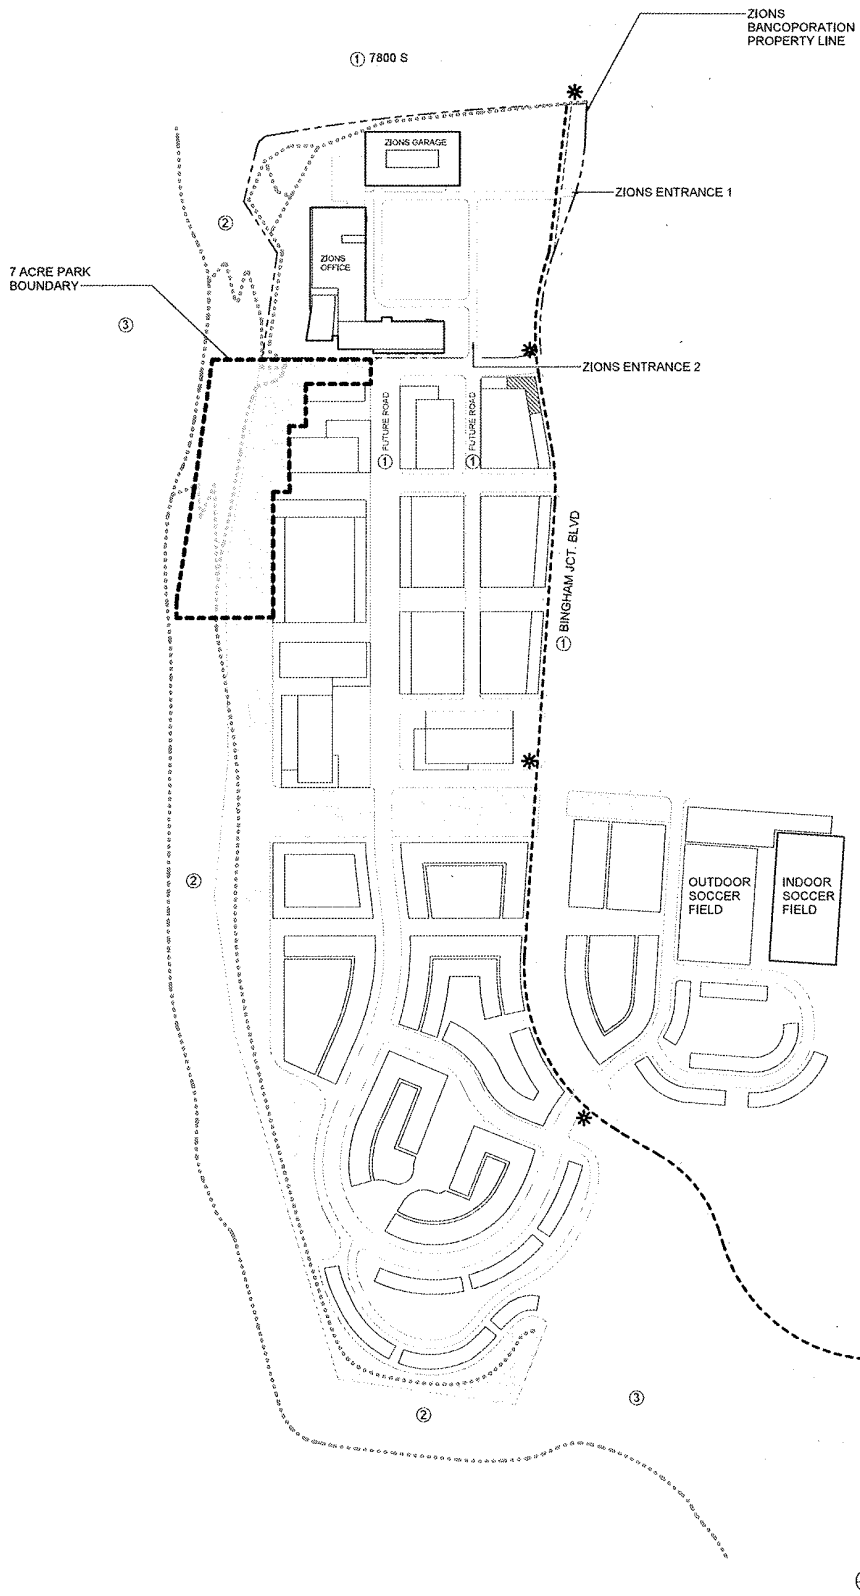 ZIONS
BANCOPORATION
PROPERTY LINE
① 7800 S
ZIONS GARAGE
ZIONS ENTRANCE 1
②
ZIONS
OFFICE
7 ACRE PARK
BOUNDARY
③
ZIONS ENTRANCE 2
① FUTURE ROAD
① FUTURE ROAD
① BINGHAM JCT. BLVD
②
OUTDOOR
SOCCER
FIELD
INDOOR
SOCCER
FIELD
③
②